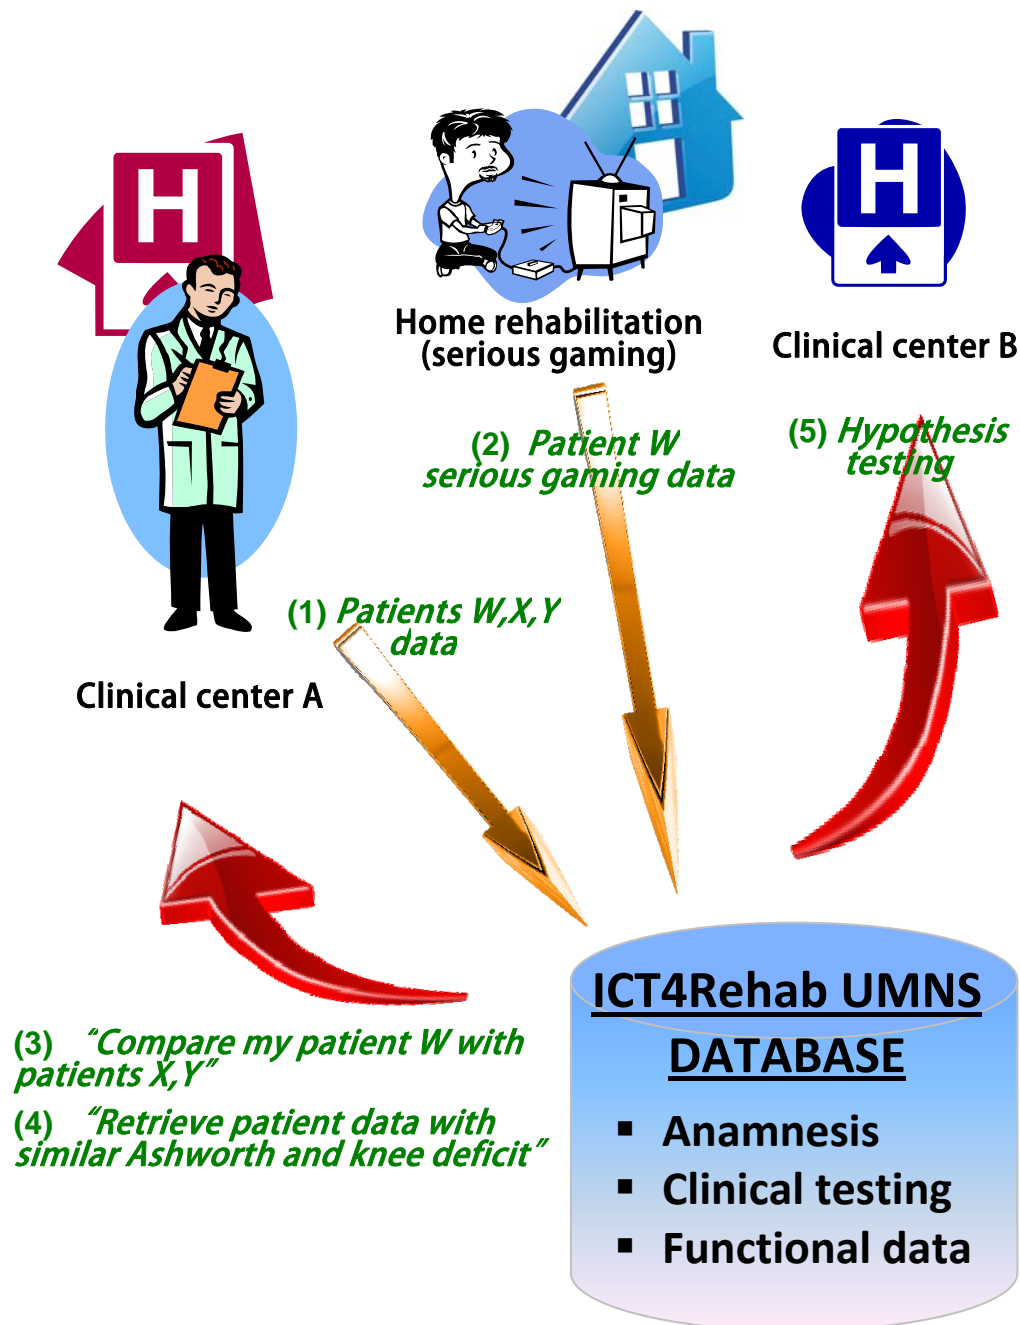 H
H
Home rehabilitation
(serious gaming)
Clinical center B
(2) Patient W
serious gaming data
(5) Hypothesis
testing
(1) Patients W,X,Y
data
Clinical center A
(3) “Compare my patient W with
patients X,Y”
(4) “Retrieve patient data with
similar Ashworth and knee deficit”
ICT4Rehab UMNS
DATABASE
▪ Anamnesis
▪ Clinical testing
▪ Functional data